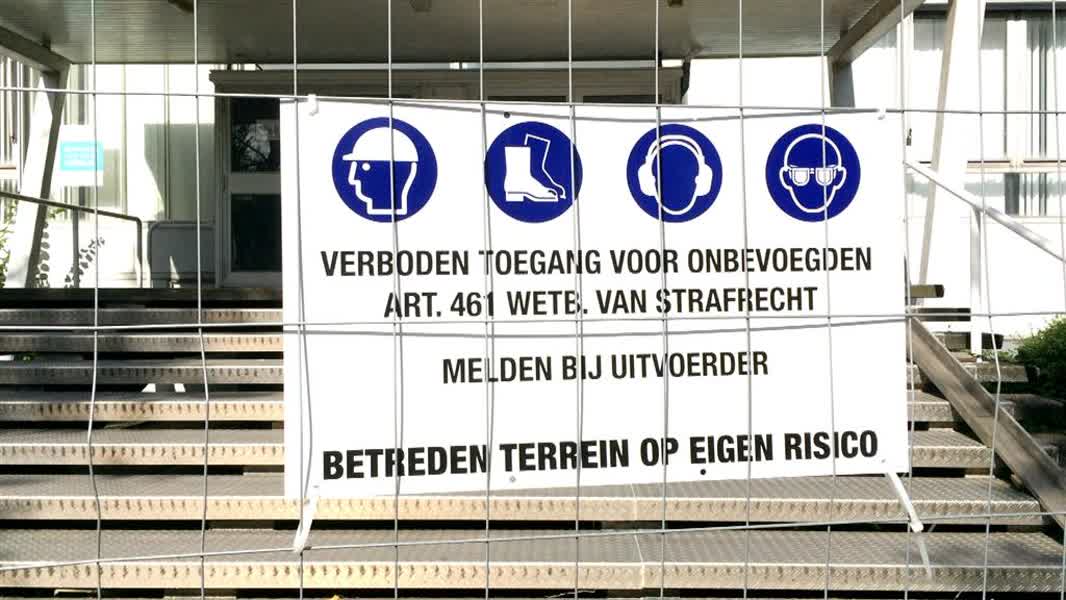 VERBODEN TOEGANG VOOR ONBEVOEGDEN
ART. 461 WETB. VAN STRAFRECHT
MELDEN BIJ UITVOERDER
BETREDEN TERREIN OP EIGEN RISICO